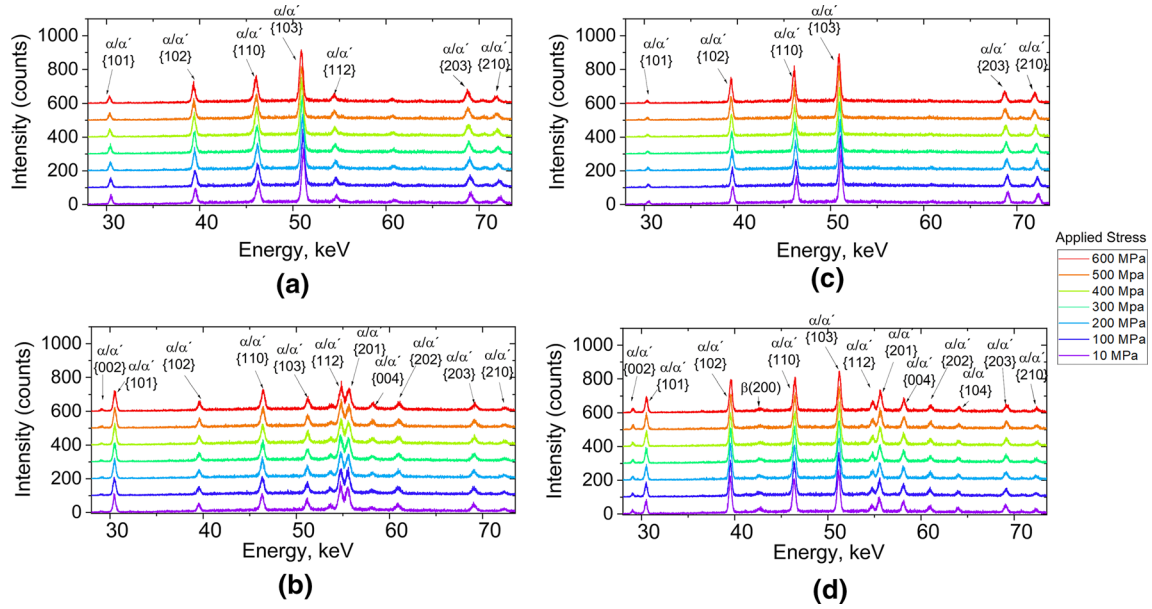 1000
800
600
400
200
0
Intensity (counts)
α/α´
{101}
α/α´
{102}
α/α´
{110}
α/α´
{103}
α/α´
{112}
α/α´
{203}
α/α´
{210}
30 40 50 60 70
Energy, keV
(a)
1000
800
600
400
200
0
Intensity (counts)
α/α´
{101}
α/α´
{102}
α/α´
{110}
α/α´
{103}
α/α´
{203}
α/α´
{210}
30 40 50 60 70
Energy, keV
(c)
Applied Stress
600 MPa
500 Mpa
400 Mpa
300 Mpa
200 MPa
100 MPa
10 MPa
1000
800
600
400
200
0
Intensity (counts)
α/α´
{002}
α/α´
{101}
α/α´
{102}
α/α´
{110}
α/α´
{103}
α/α´
{112}
α/α´
{201}
α/α´
{004}
α/α´
{202}
α/α´
{203}
α/α´
{210}
30 40 50 60 70
Energy, keV
(b)
1000
800
600
400
200
0
Intensity (counts)
α/α´
{002}
α/α´
{101}
α/α´
{102}
β(200)
α/α´
{110}
α/α´
{103}
α/α´
{112}
α/α´
{201}
α/α´
{004}
α/α´
{202}
α/α´
{104}
α/α´
{203}
α/α´
{210}
30 40 50 60 70
Energy, keV
(d)